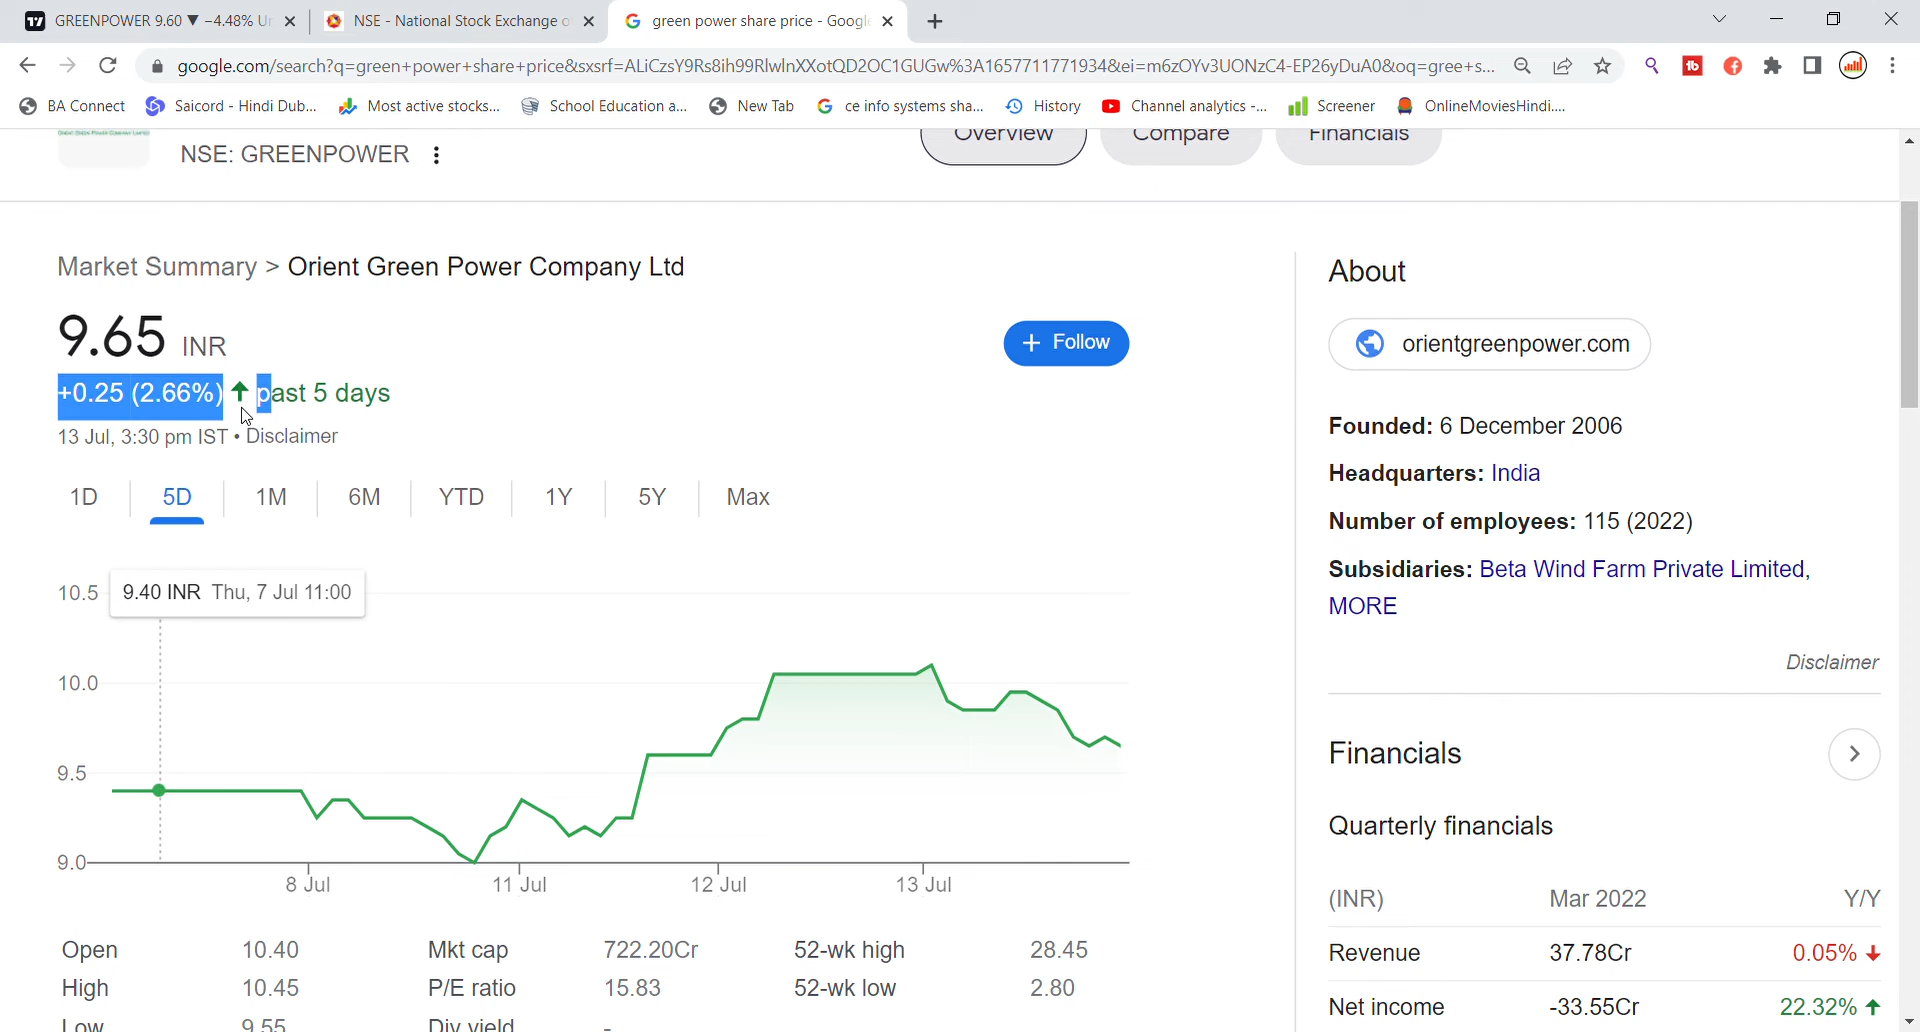 GREENPOWER 9.60 ▼ −4.48% Un
NSE - National Stock Exchange o
green power share price - Google
google.com/search?q=green+power+share+price&sxsrf=ALiCzsY9Rs8ih99RlwlnXXotQD2OC1GUGw%3A1657711771934&ei=m6zOYv3UONzC4-EP26yDuA0&oq=gree+s...
BA Connect
Saicord - Hindi Dub...
Most active stocks...
School Education a...
New Tab
ce info systems sha...
History
Channel analytics -...
Screener
OnlineMoviesHindi....
NSE: GREENPOWER
Overview
Compare
Financials
Market Summary > Orient Green Power Company Ltd
9.65 INR
+0.25 (2.66%) ↑ past 5 days
13 Jul, 3:30 pm IST • Disclaimer
+ Follow
1D
5D
1M
6M
YTD
1Y
5Y
Max
9.40 INR Thu, 7 Jul 11:00
10.5
10.0
9.5
9.0
8 Jul
11 Jul
12 Jul
13 Jul
Open 10.40
Mkt cap 722.20Cr
52-wk high 28.45
High 10.45
P/E ratio 15.83
52-wk low 2.80
Low 9.55
Div yield -
About
orientgreenpower.com
Founded: 6 December 2006
Headquarters: India
Number of employees: 115 (2022)
Subsidiaries: Beta Wind Farm Private Limited,
MORE
Disclaimer
Financials
Quarterly financials
(INR) Mar 2022 Y/Y
Revenue 37.78Cr 0.05% ↓
Net income -33.55Cr 22.32% ↑